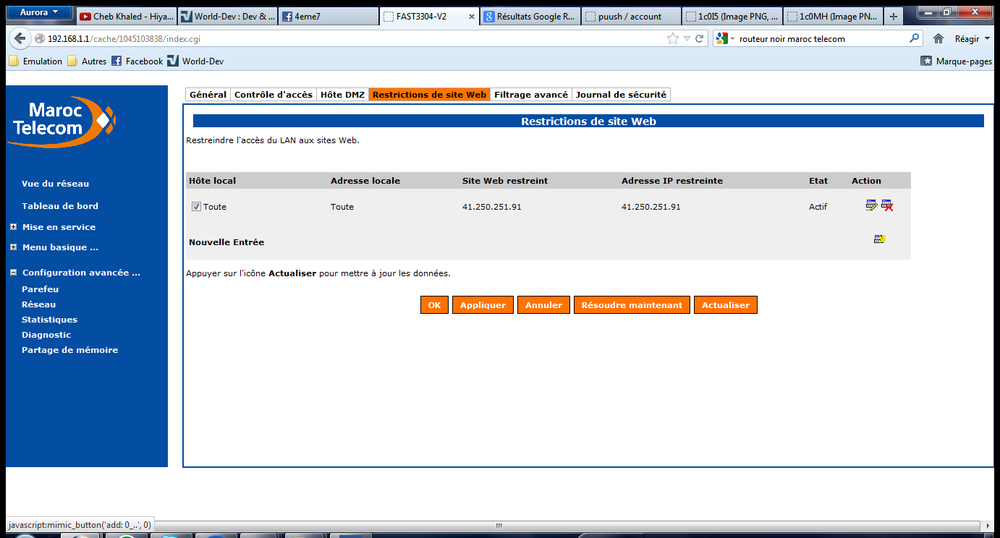 Aurora
Cheb Khaled - Hiya...
World-Dev : Dev & ...
4eme7
FAST3304-V2
Résultats Google R...
puush / account
1c0I5 (Image PNG, ...
1c0MH (Image PN...
192.168.1.1/cache/1045103838/index.cgi
routeur noir maroc telecom
Réagir
Emulation
Autres
Facebook
World-Dev
Marque-pages
Maroc
Telecom
Vue du réseau
Tableau de bord
Mise en service
Menu basique ...
Configuration avancée ...
Parefeu
Réseau
Statistiques
Diagnostic
Partage de mémoire
Général Contrôle d'accès Hôte DMZ Restrictions de site Web Filtrage avancé Journal de sécurité
Restrictions de site Web
Restreindre l'accès du LAN aux sites Web.
Hôte local Adresse locale Site Web restreint Adresse IP restreinte Etat Action
Toute Toute 41.250.251.91 41.250.251.91 Actif
Nouvelle Entrée
Appuyer sur l'icône Actualiser pour mettre à jour les données.
OK Appliquer Annuler Résoudre maintenant Actualiser
javascript:mimic_button('add: 0_..', 0)